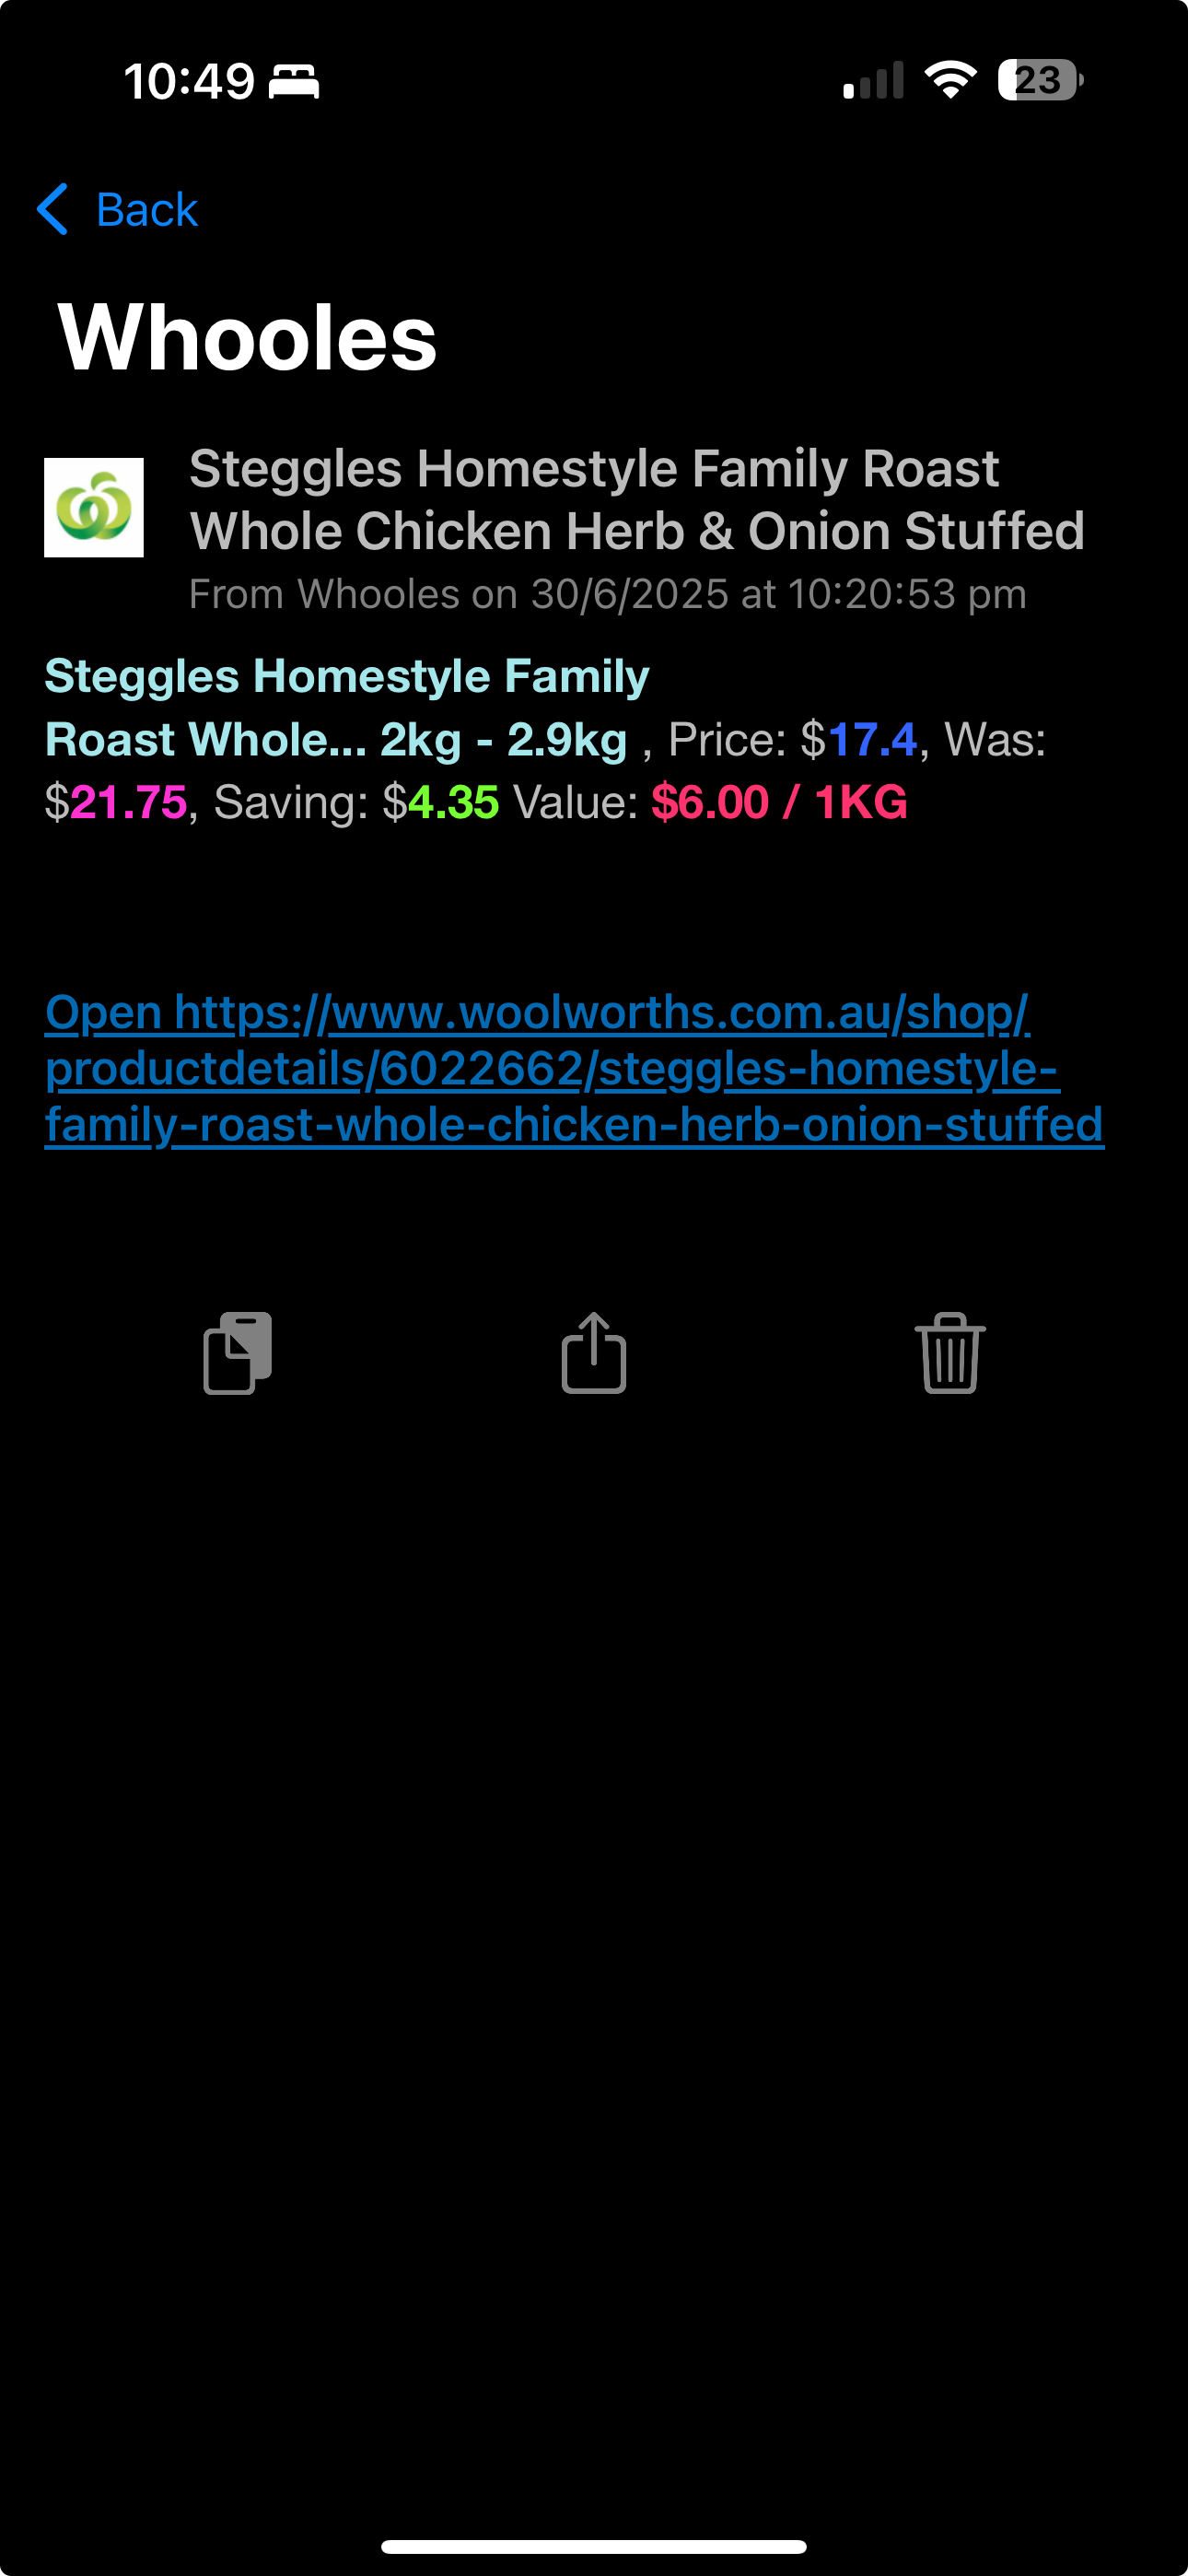 10:49
23
Back
Whooles
Steggles Homestyle Family Roast
Whole Chicken Herb & Onion Stuffed
From Whooles on 30/6/2025 at 10:20:53 pm
Steggles Homestyle Family
Roast Whole... 2kg - 2.9kg , Price: $17.4, Was:
$21.75, Saving: $4.35 Value: $6.00 / 1KG
Open https://www.woolworths.com.au/shop/
productdetails/6022662/steggles-homestyle-
family-roast-whole-chicken-herb-onion-stuffed